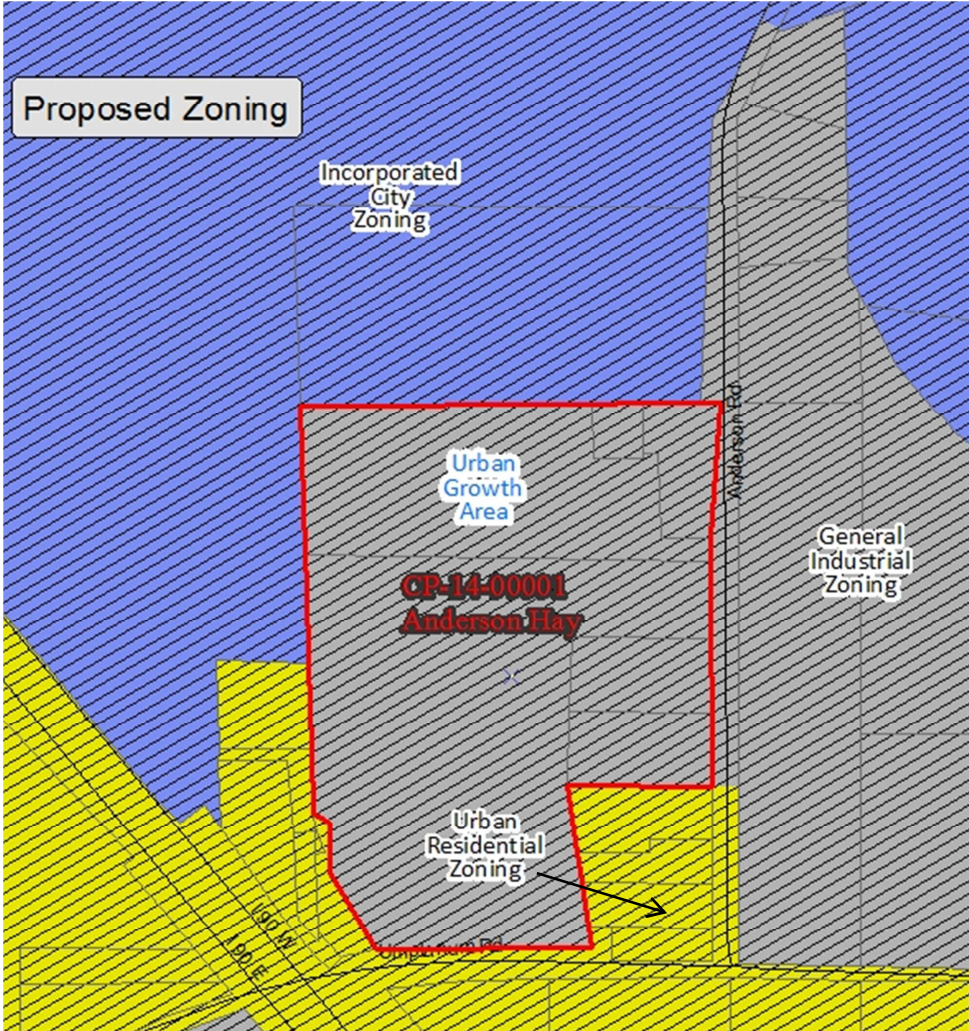 Proposed Zoning
Incorporated
City
Zoning
Anderson Rd
Urban
Growth
Area
General
Industrial
Zoning
CP-14-00001
Anderson Hay
Urban
Residential
Zoning
I 90 W
I 90 E
Rd